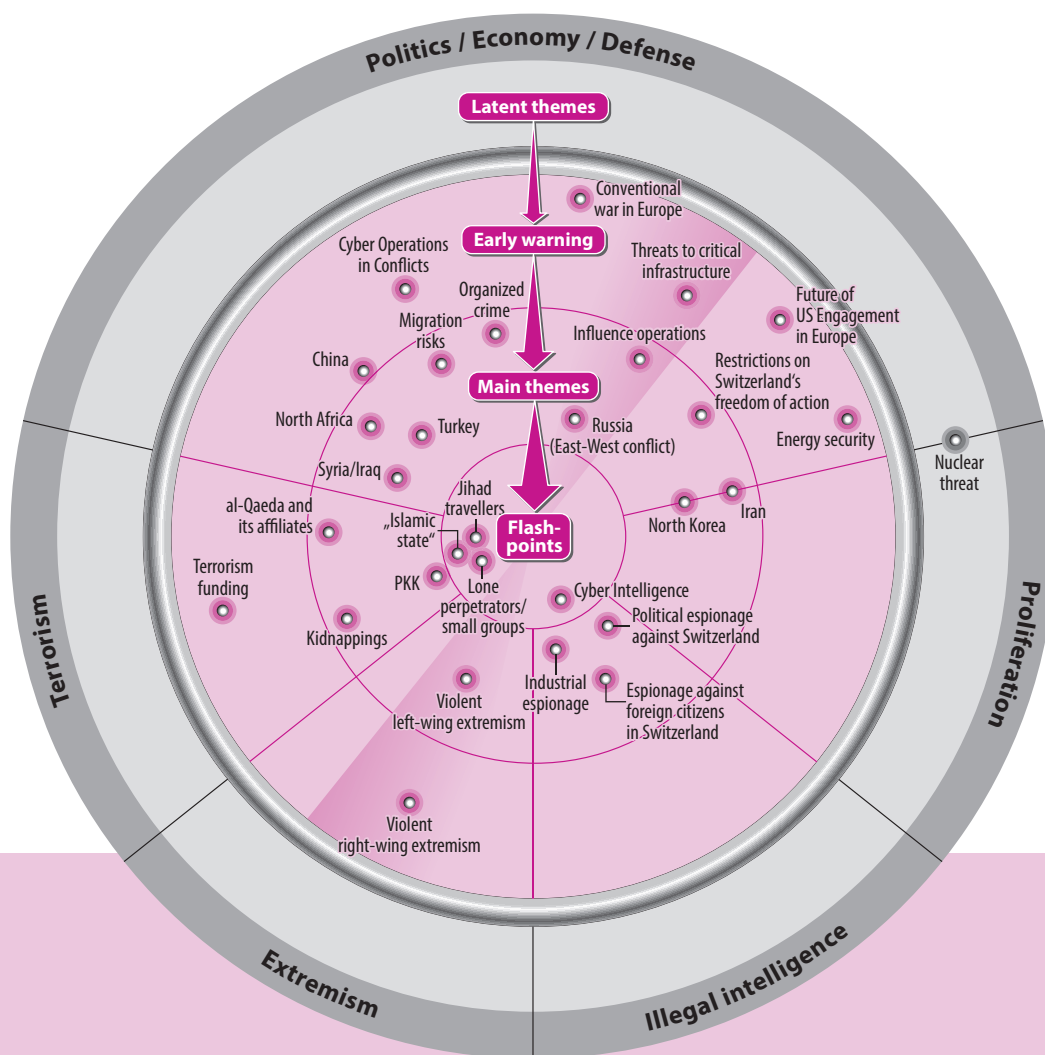 Politics / Economy / Defense
Latent themes
Conventional
war in Europe
Early warning
Cyber Operations
in Conflicts
Threats to critical
infrastructure
Organized
crime
Future of
US Engagement
in Europe
Migration
risks
Influence operations
China
Restrictions on
Switzerland‘s
freedom of action
Main themes
North Africa
Turkey
Russia
(East-West conflict)
Energy security
Nuclear
threat
Syria/Iraq
Jihad
travellers
North Korea
Iran
al-Qaeda and
its affiliates
„Islamic
state“
Flash-
points
Terrorism
funding
PKK
Lone
perpetrators/
small groups
Cyber Intelligence
Kidnappings
Political espionage
against Switzerland
Terrorism
Proliferation
Violent
left-wing extremism
Industrial
espionage
Espionage against
foreign citizens
in Switzerland
Violent
right-wing extremism
Extremism
Illegal intelligence